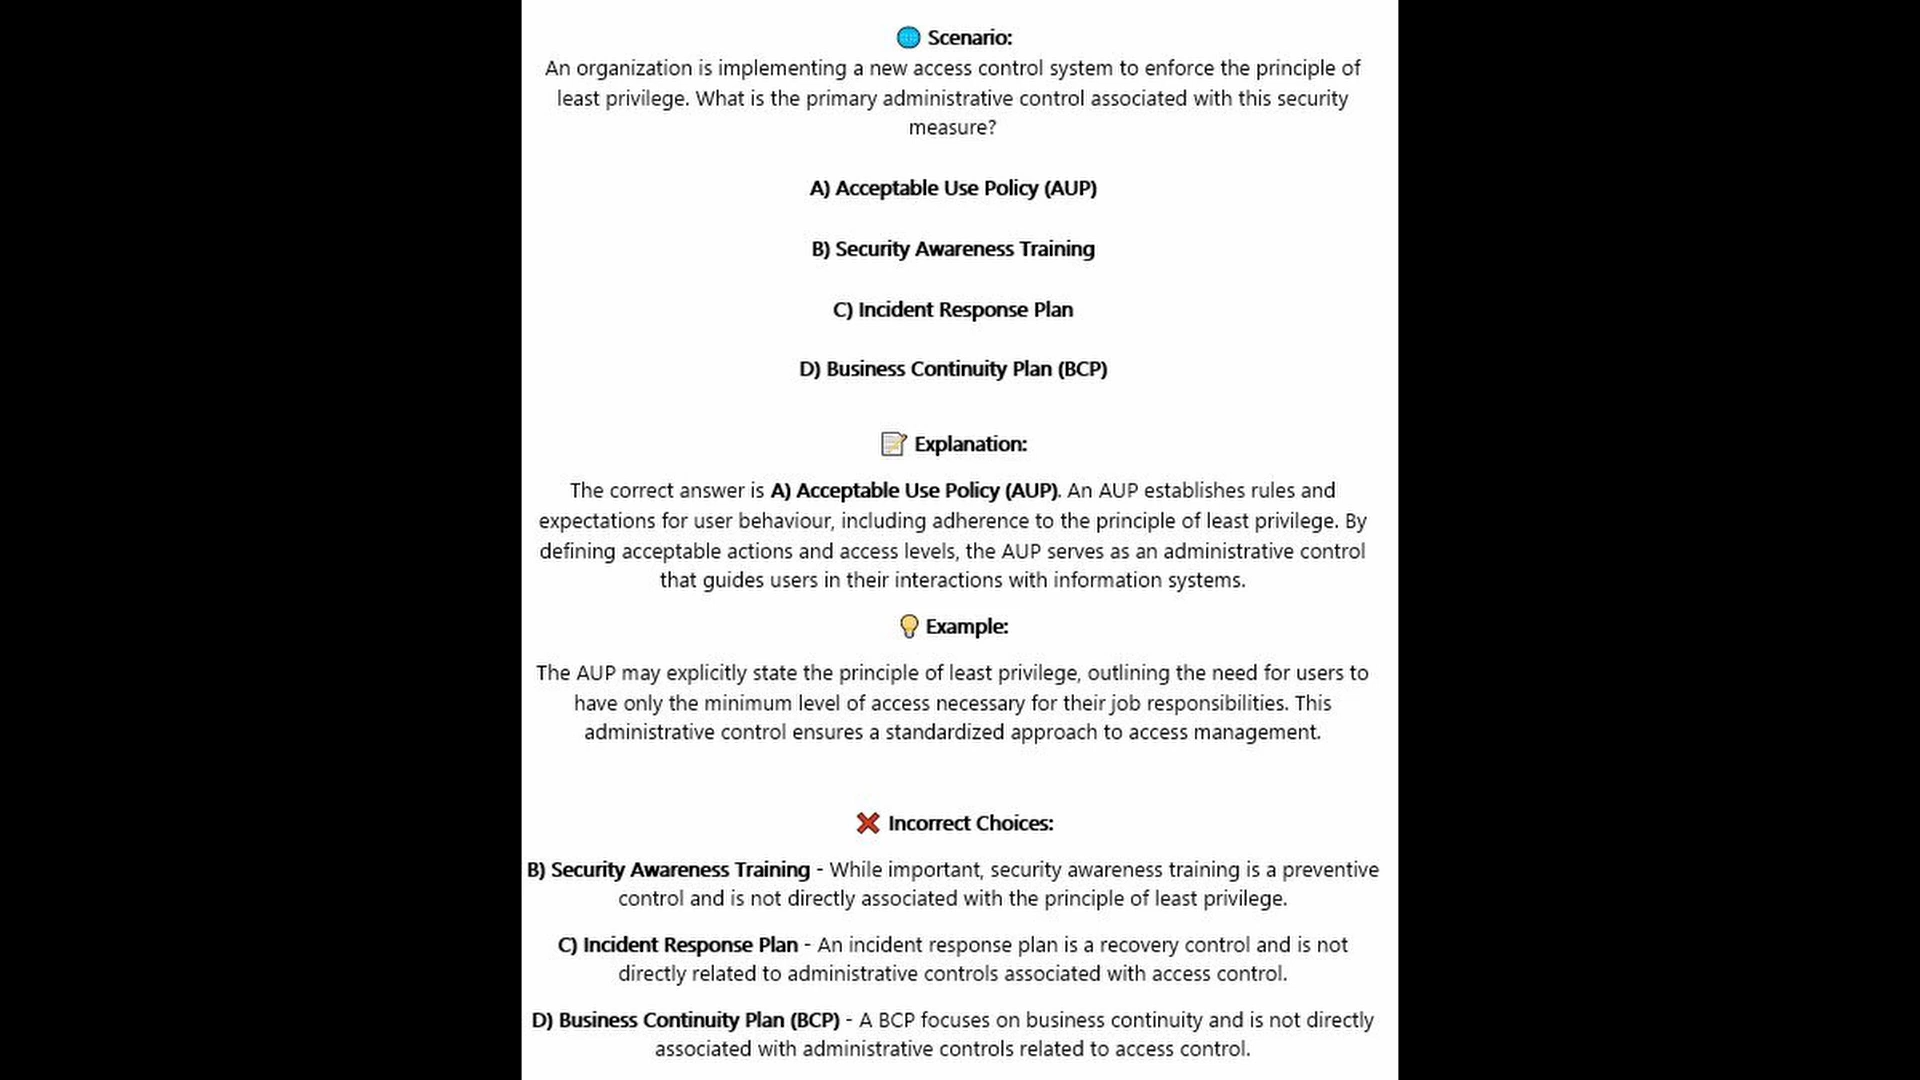 Scenario:
An organization is implementing a new access control system to enforce the principle of
least privilege. What is the primary administrative control associated with this security
measure?
A) Acceptable Use Policy (AUP)
B) Security Awareness Training
C) Incident Response Plan
D) Business Continuity Plan (BCP)
Explanation:
The correct answer is A) Acceptable Use Policy (AUP). An AUP establishes rules and
expectations for user behaviour, including adherence to the principle of least privilege. By
defining acceptable actions and access levels, the AUP serves as an administrative control
that guides users in their interactions with information systems.
Example:
The AUP may explicitly state the principle of least privilege, outlining the need for users to
have only the minimum level of access necessary for their job responsibilities. This
administrative control ensures a standardized approach to access management.
Incorrect Choices:
B) Security Awareness Training - While important, security awareness training is a preventive
control and is not directly associated with the principle of least privilege.
C) Incident Response Plan - An incident response plan is a recovery control and is not
directly related to administrative controls associated with access control.
D) Business Continuity Plan (BCP) - A BCP focuses on business continuity and is not directly
associated with administrative controls related to access control.